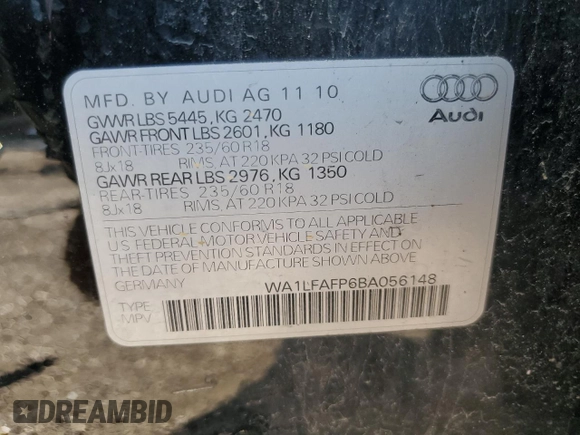 MFD. BY AUDI AG 11 10
GVWR LBS 5445, KG 2470
GAWR FRONT LBS 2601, KG 1180
FRONT-TIRES 235/60 R 18
8Jx18 RIMS, AT 220 KPA 32 PSI COLD
GAWR REAR LBS 2976, KG 1350
REAR-TIRES 235/60 R 18
8Jx18 RIMS, AT 220 KPA 32 PSI COLD
THIS VEHICLE CONFORMS TO ALL APPLICABLE
U.S. FEDERAL MOTOR VEHICLE SAFETY AND
THEFT PREVENTION STANDARDS IN EFFECT ON
THE DATE OF MANUFACTURE SHOWN ABOVE.
GERMANY WA1LFAFP6BA056148
TYPE:
MPV
Audi
DREAMBID